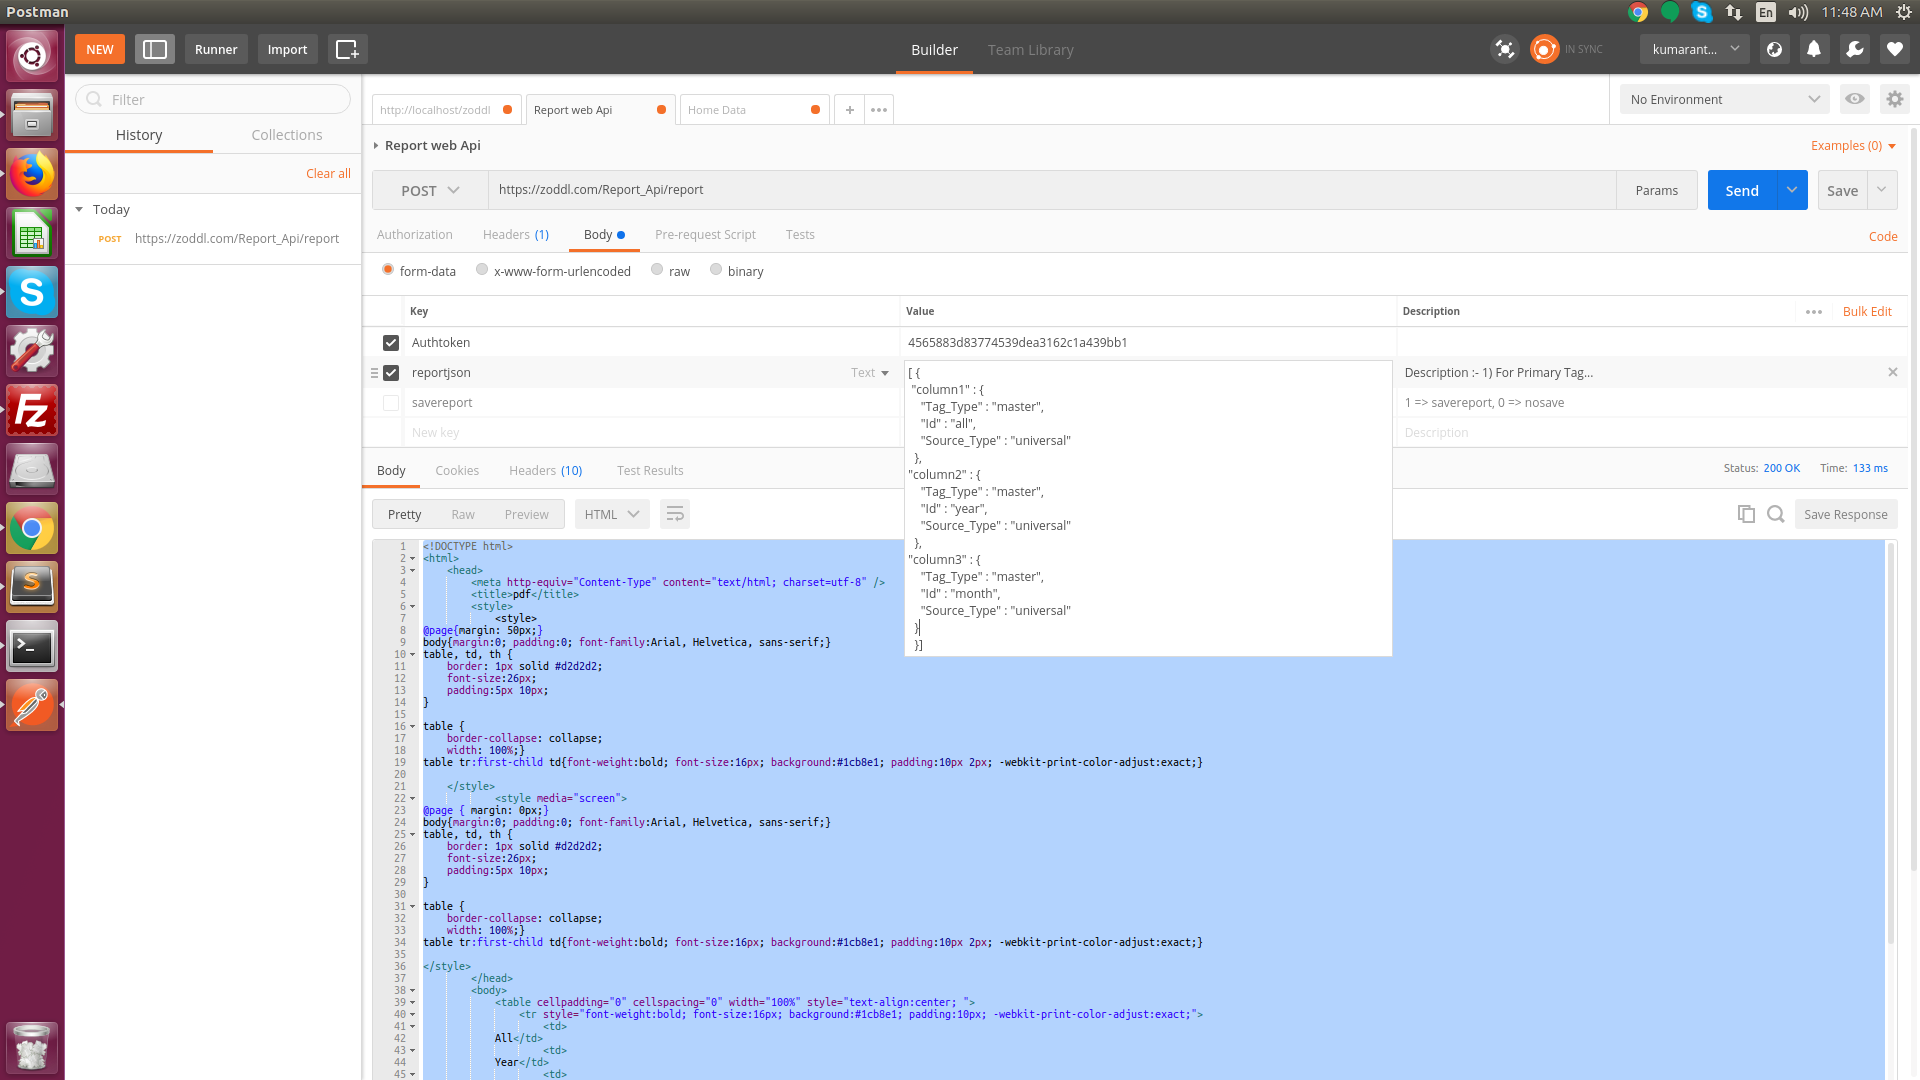 Postman
En
11:48 AM
NEW
Runner
Import
Builder
Team Library
IN SYNC
kumarant...
Filter
History
Collections
Clear all
Today
POST
https://zoddl.com/Report_Api/report
http://localhost/zoddl
Report web Api
Home Data
+
•••
No Environment
Report web Api
Examples (0)
POST
https://zoddl.com/Report_Api/report
Params
Send
Save
Authorization
Headers (1)
Body
Pre-request Script
Tests
Code
form-data
x-www-form-urlencoded
raw
binary
Key
Value
Description
•••
Bulk Edit
Authtoken
4565883d83774539dea3162c1a439bb1
reportjson
Text
Description :- 1) For Primary Tag...
savereport
1 => savereport, 0 => nosave
New key
Description
[ {
"column1" : {
"Tag_Type" : "master",
"Id" : "all",
"Source_Type" : "universal"
},
"column2" : {
"Tag_Type" : "master",
"Id" : "year",
"Source_Type" : "universal"
},
"column3" : {
"Tag_Type" : "master",
"Id" : "month",
"Source_Type" : "universal"
}
}]
Body
Cookies
Headers (10)
Test Results
Status: 200 OK
Time: 133 ms
Pretty
Raw
Preview
HTML
Save Response
1 <!DOCTYPE html>
2 <html>
3 <head>
4 <meta http-equiv="Content-Type" content="text/html; charset=utf-8" />
5 <title>pdf</title>
6 <style>
7 <style>
8 @page{margin: 50px;}
9 body{margin:0; padding:0; font-family:Arial, Helvetica, sans-serif;}
10 table, td, th {
11 border: 1px solid #d2d2d2;
12 font-size:26px;
13 padding:5px 10px;
14 }
15
16 table {
17 border-collapse: collapse;
18 width: 100%;}
19 table tr:first-child td{font-weight:bold; font-size:16px; background:#1cb8e1; padding:10px 2px; -webkit-print-color-adjust:exact;}
20
21 </style>
22 <style media="screen">
23 @page { margin: 0px;}
24 body{margin:0; padding:0; font-family:Arial, Helvetica, sans-serif;}
25 table, td, th {
26 border: 1px solid #d2d2d2;
27 font-size:26px;
28 padding:5px 10px;
29 }
30
31 table {
32 border-collapse: collapse;
33 width: 100%;}
34 table tr:first-child td{font-weight:bold; font-size:16px; background:#1cb8e1; padding:10px 2px; -webkit-print-color-adjust:exact;}
35
36 </style>
37 </head>
38 <body>
39 <table cellpadding="0" cellspacing="0" width="100%" style="text-align:center; ">
40 <tr style="font-weight:bold; font-size:16px; background:#1cb8e1; padding:10px; -webkit-print-color-adjust:exact;">
41 <td>
42 All</td>
43 <td>
44 Year</td>
45 <td>